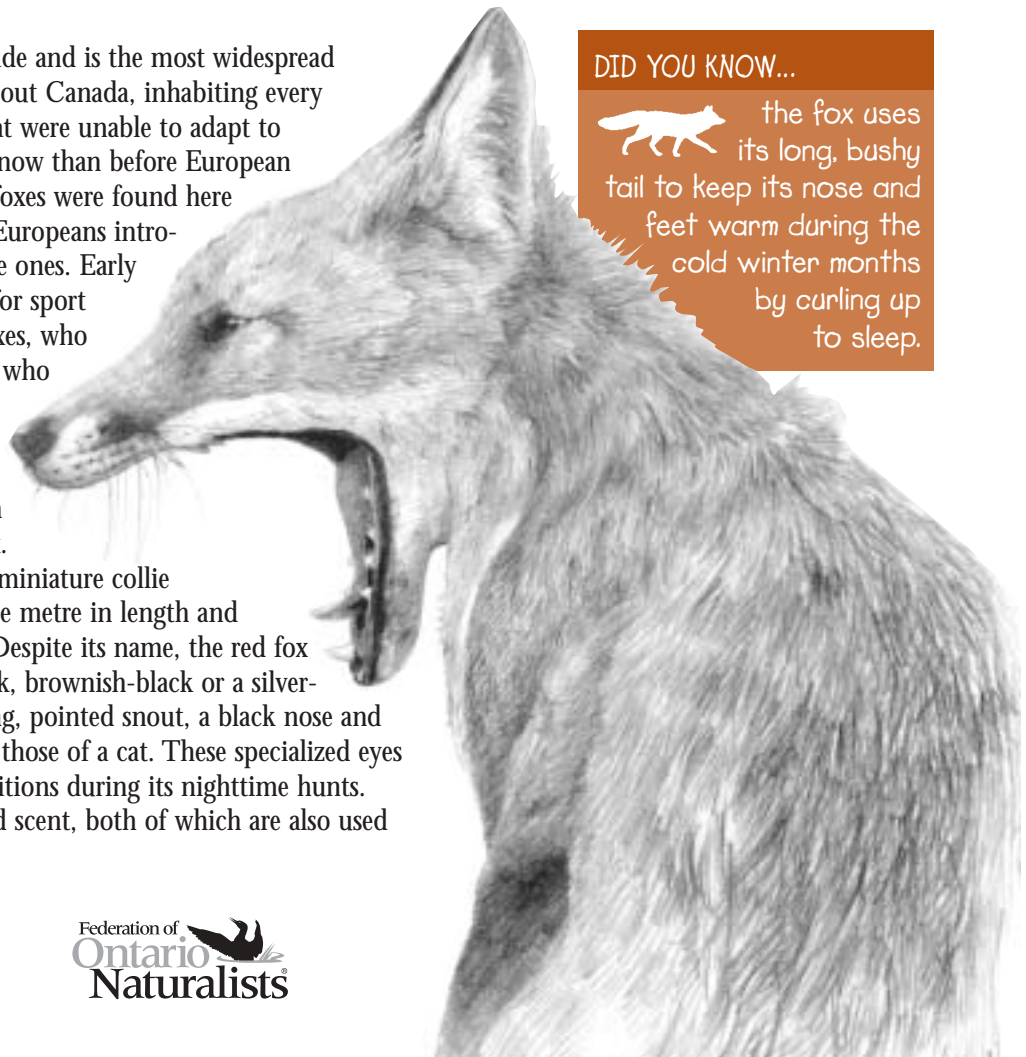 de and is the most widespread
out Canada, inhabiting every
at were unable to adapt to
now than before European
foxes were found here
Europeans intro-
e ones. Early
for sport
xes, who
who
miniature collie
e metre in length and
Despite its name, the red fox
k, brownish-black or a silver-
ng, pointed snout, a black nose and
those of a cat. These specialized eyes
itions during its nighttime hunts.
d scent, both of which are also used
DID YOU KNOW...
the fox uses
its long, bushy
tail to keep its nose and
feet warm during the
cold winter months
by curling up
to sleep.
Federation of
Ontario
Naturalists®